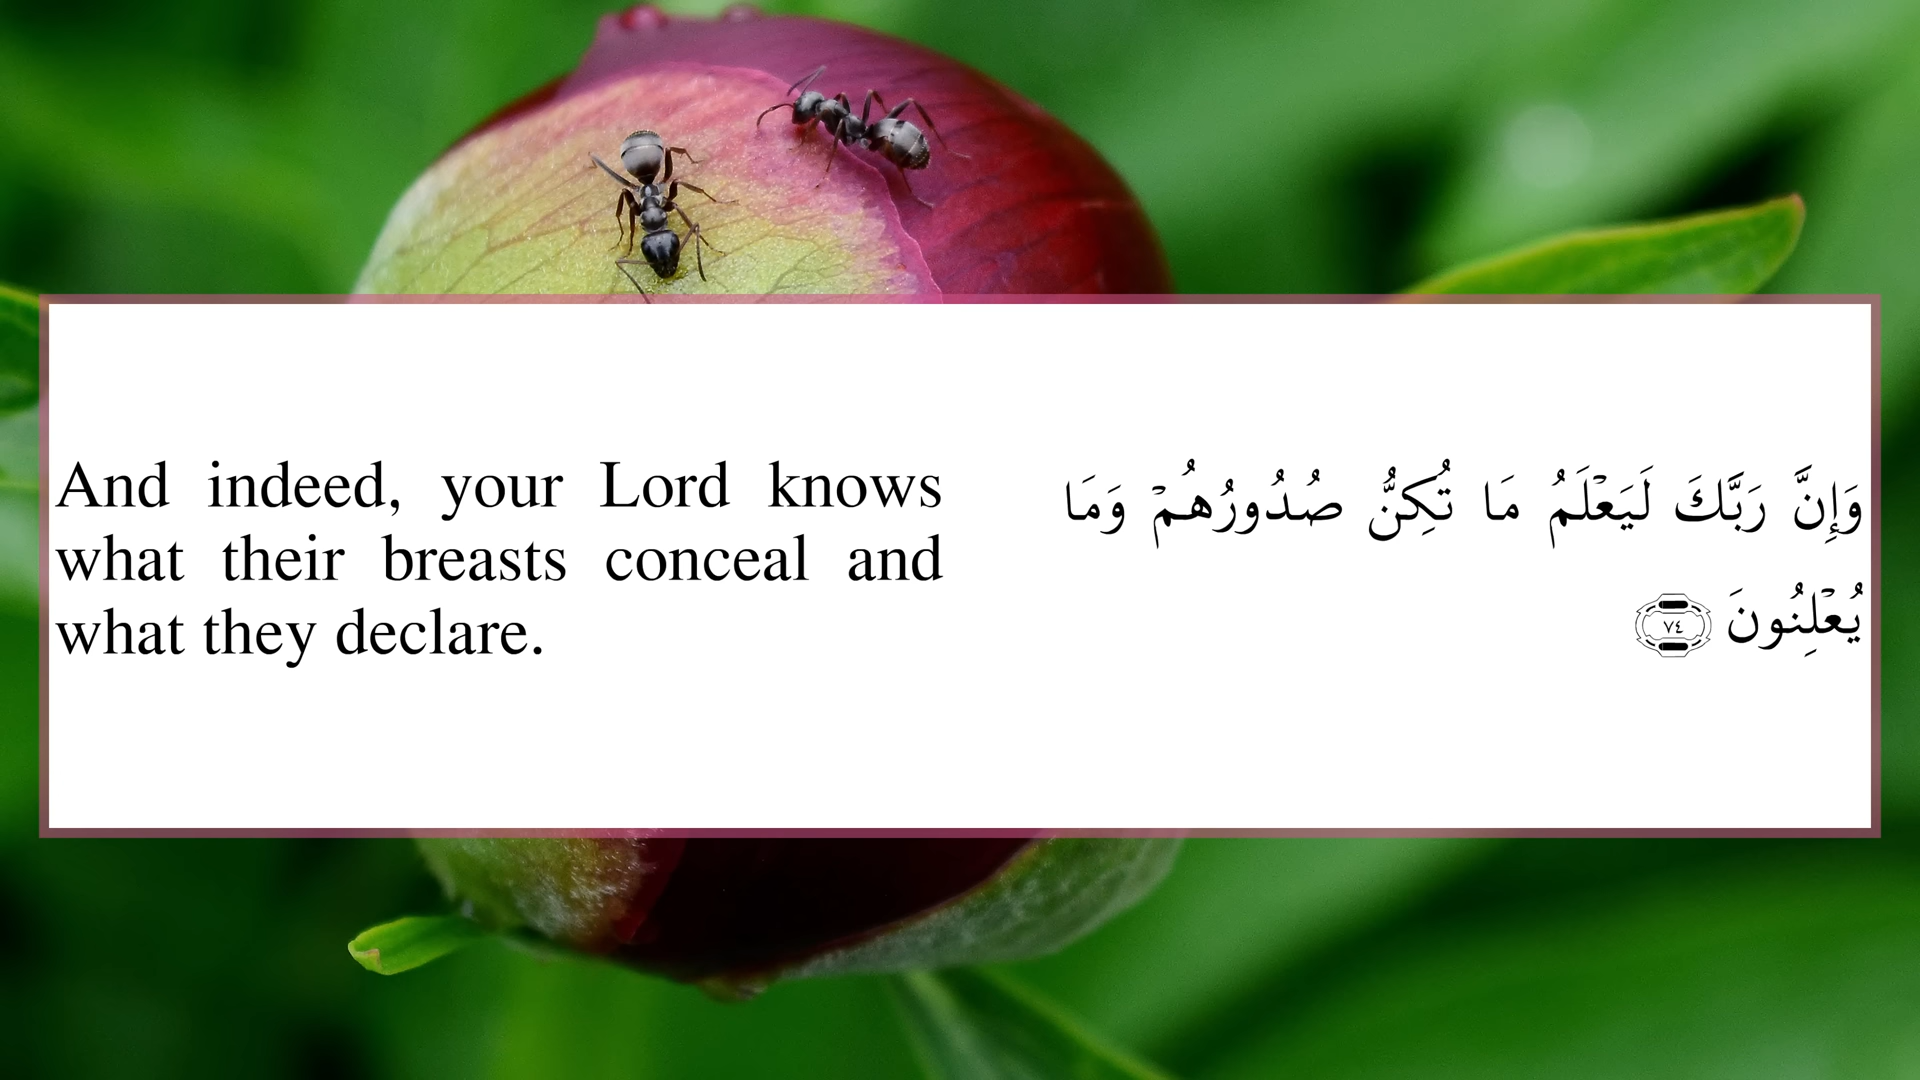 And indeed, your Lord knows
what their breasts conceal and
what they declare.
وَإِنَّ رَبَّكَ لَيَعْلَمُ مَا تُكِنُّ صُدُورُهُمْ وَمَا
يُعْلِنُونَ ٧٤